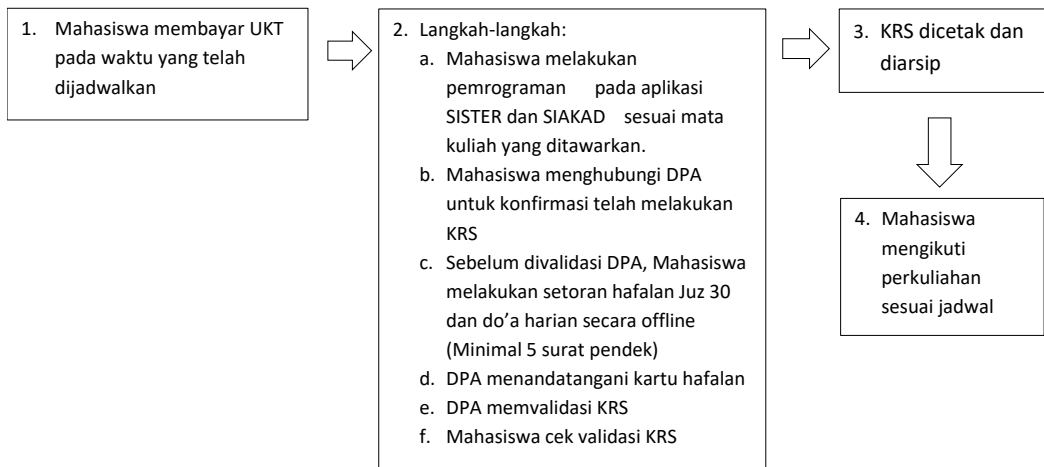 1. Mahasiswa membayar UKT
pada waktu yang telah
dijadwalkan
2. Langkah-langkah:
a. Mahasiswa melakukan
pemrograman pada aplikasi
SISTER dan SIAKAD sesuai mata
kuliah yang ditawarkan.
b. Mahasiswa menghubungi DPA
untuk konfirmasi telah melakukan
KRS
c. Sebelum divalidasi DPA, Mahasiswa
melakukan setoran hafalan Juz 30
dan do'a harian secara offline
(Minimal 5 surat pendek)
d. DPA menandatangani kartu hafalan
e. DPA memvalidasi KRS
f. Mahasiswa cek validasi KRS
3. KRS dicetak dan
diarsip
4. Mahasiswa
mengikuti
perkuliahan
sesuai jadwal